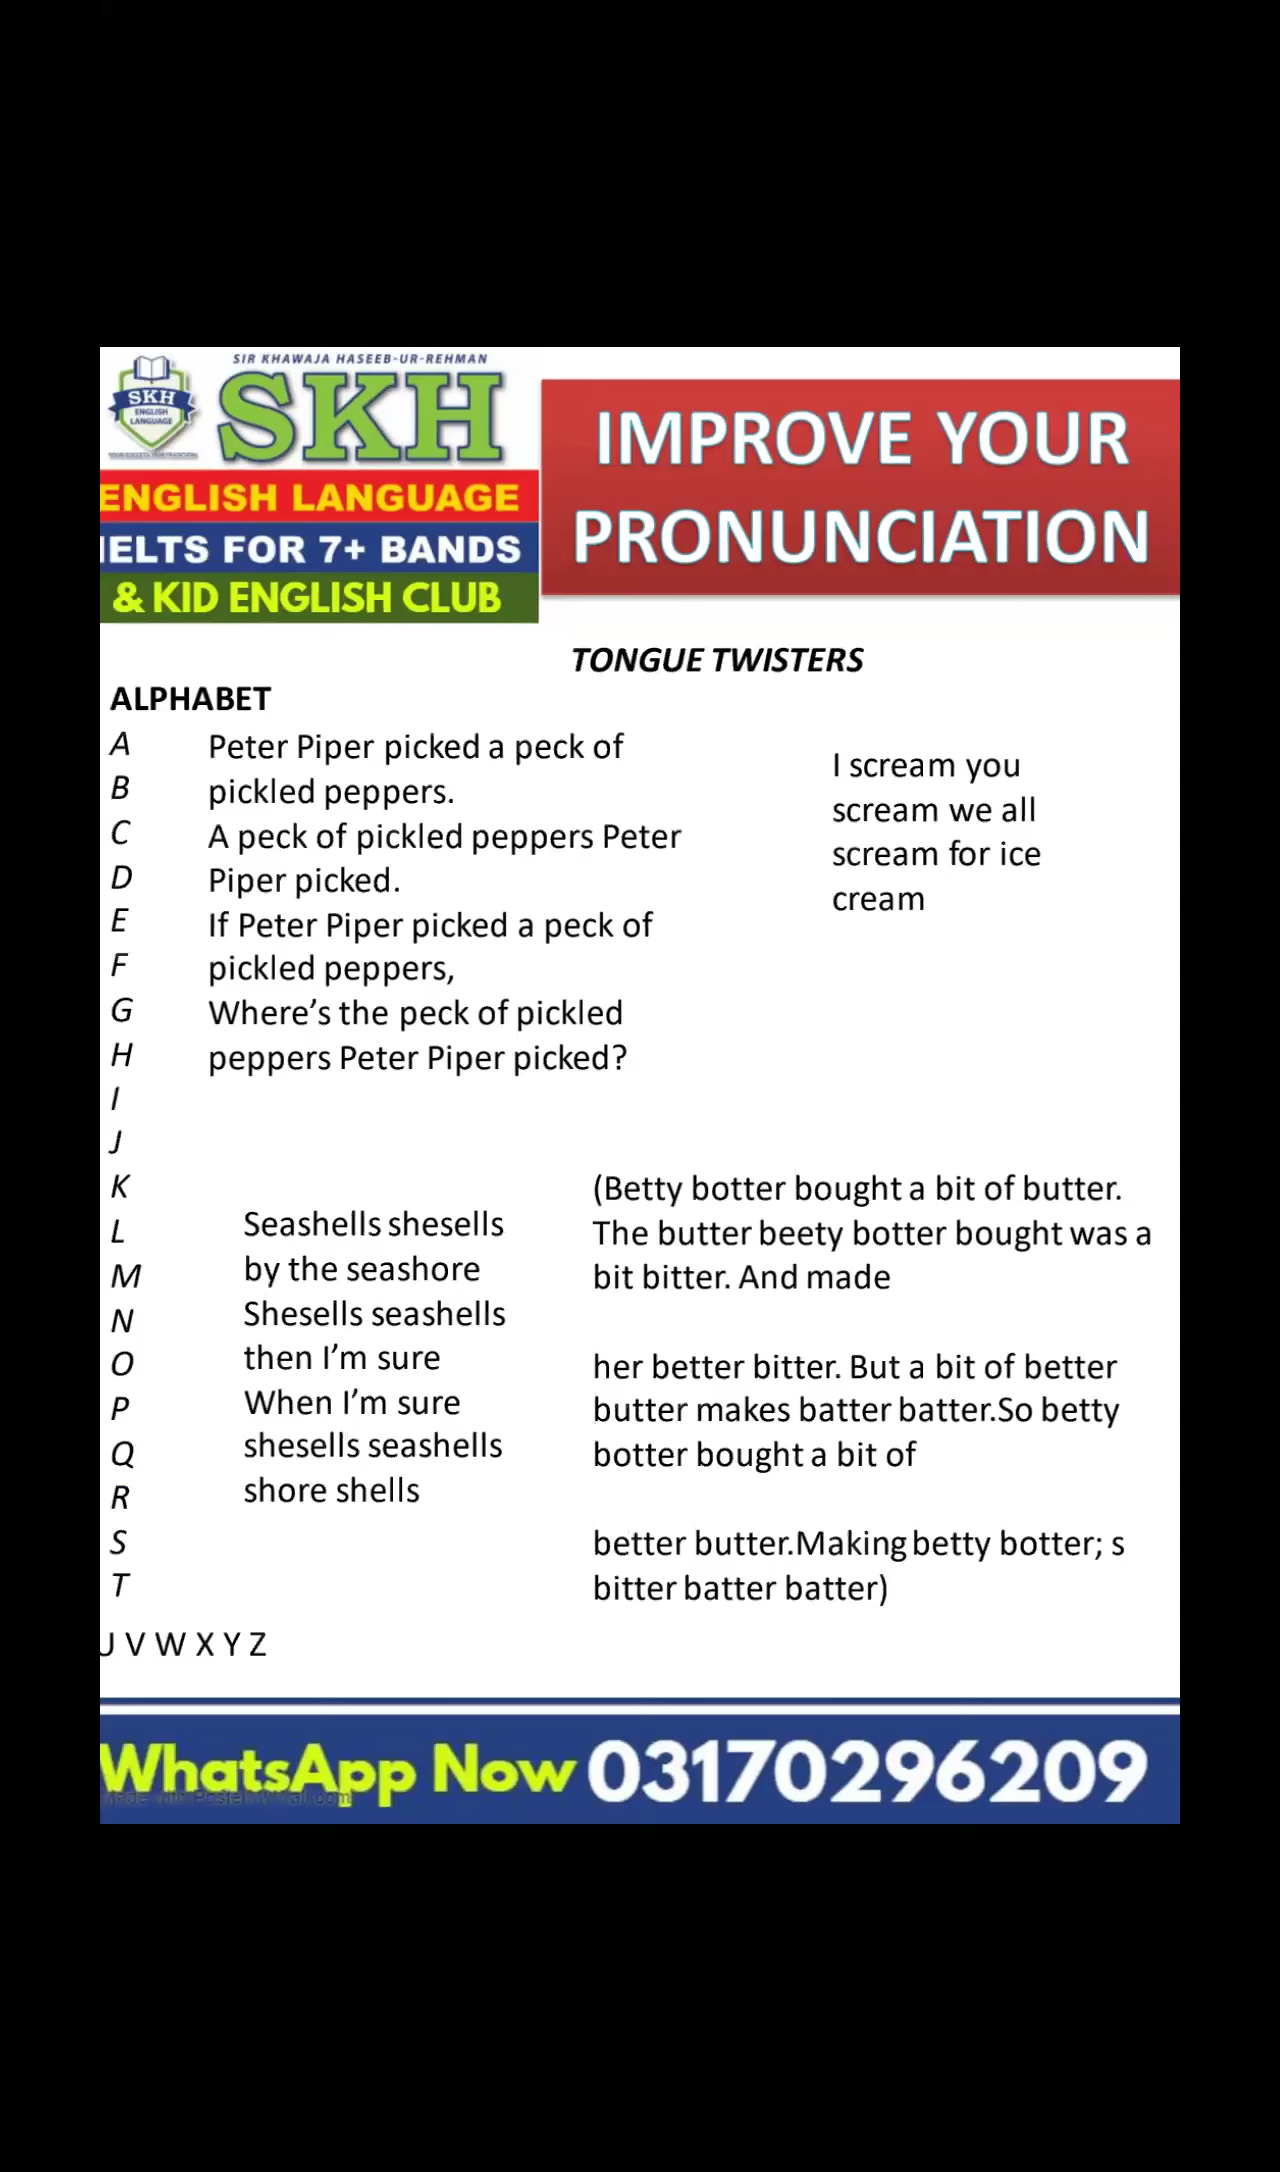 SIR KHAWAJA HASEEB-UR-REHMAN
SKH
SKH
ENGLISH
LANGUAGE
ENGLISH LANGUAGE
IELTS FOR 7+ BANDS
& KID ENGLISH CLUB
IMPROVE YOUR
PRONUNCIATION
TONGUE TWISTERS
ALPHABET
A
B
C
D
E
F
G
H
I
J
K
L
M
N
O
P
Q
R
S
T
U V W X Y Z
Peter Piper picked a peck of
pickled peppers.
A peck of pickled peppers Peter
Piper picked.
If Peter Piper picked a peck of
pickled peppers,
Where’s the peck of pickled
peppers Peter Piper picked?
I scream you
scream we all
scream for ice
cream
Seashells shesells
by the seashore
Shesells seashells
then I’m sure
When I’m sure
shesells seashells
shore shells
(Betty botter bought a bit of butter.
The butter beety botter bought was a
bit bitter. And made
her better bitter. But a bit of better
butter makes batter batter.So betty
botter bought a bit of
better butter.Making betty botter; s
bitter batter batter)
WhatsApp Now 03170296209